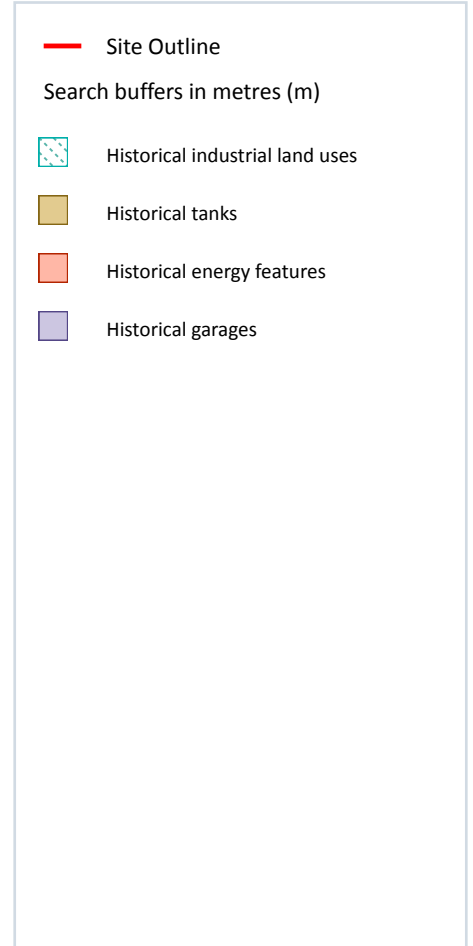 Site Outline
Search buffers in metres (m)
Historical industrial land uses
Historical tanks
Historical energy features
Historical garages